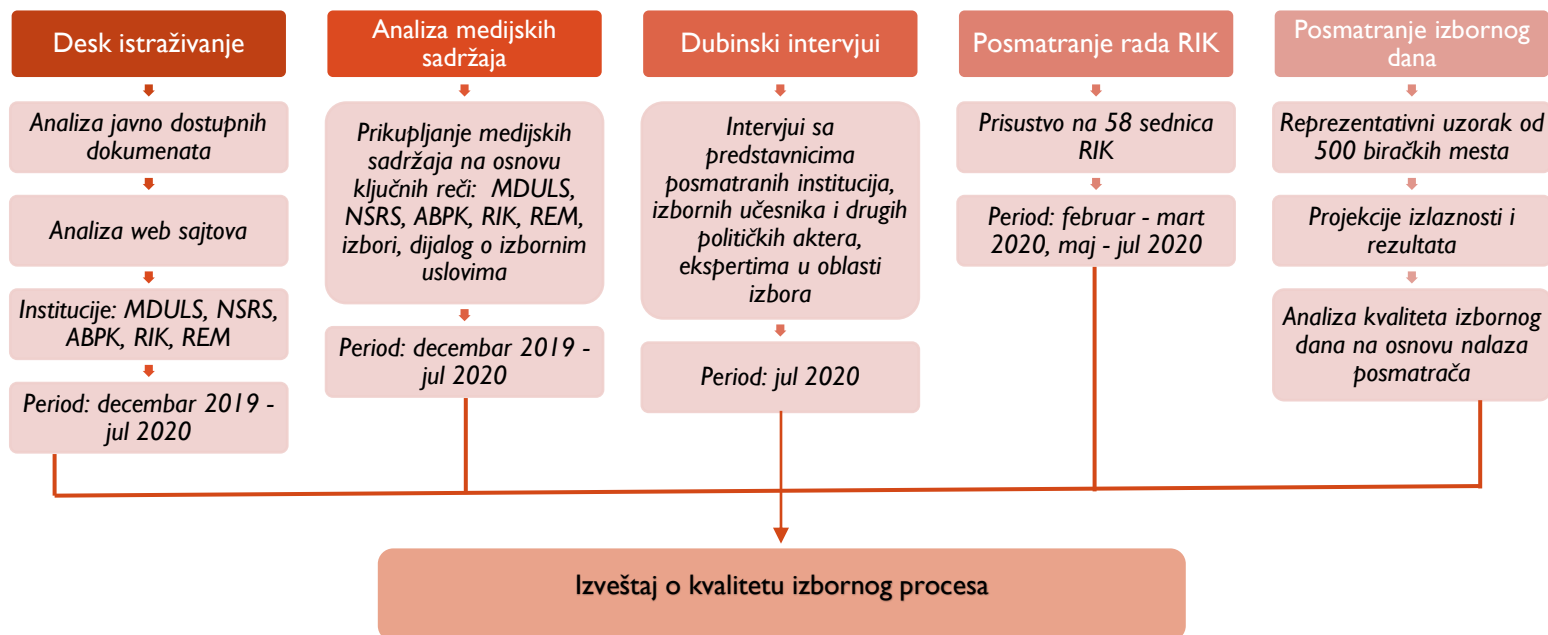 Desk istraživanje
Analiza javno dostupnih
dokumenata
Analiza web sajtova
Institucije: MDULS, NSRS,
ABPK, RIK, REM
Period: decembar 2019 -
jul 2020
Analiza medijskih
sadržaja
Prikupljanje medijskih
sadržaja na osnovu
ključnih reči: MDULS,
NSRS, ABPK, RIK, REM,
izbori, dijalog o izbornim
uslovima
Period: decembar 2019 -
jul 2020
Dubinski intervjui
Intervjui sa
predstavnicima
posmatranih institucija,
izbornih učesnika i drugih
političkih aktera,
ekspertima u oblasti
izbora
Period: jul 2020
Posmatranje rada RIK
Prisustvo na 58 sednica
RIK
Period: februar - mart
2020, maj - jul 2020
Posmatranje izbornog
dana
Reprezentativni uzorak od
500 biračkih mesta
Projekcije izlaznosti i
rezultata
Analiza kvaliteta izbornog
dana na osnovu nalaza
posmatrača
Izveštaj o kvalitetu izbornog procesa